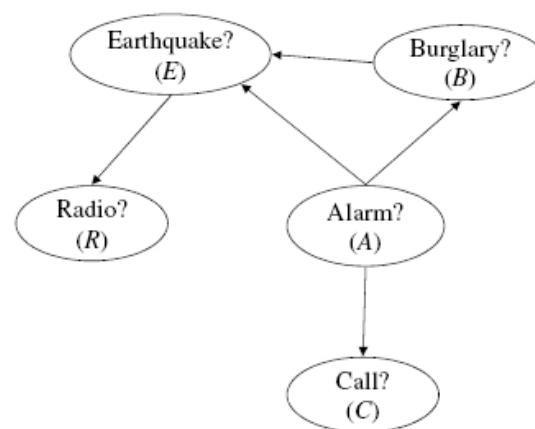 Earthquake?
(E)
Burglary?
(B)
Radio?
(R)
Alarm?
(A)
Call?
(C)